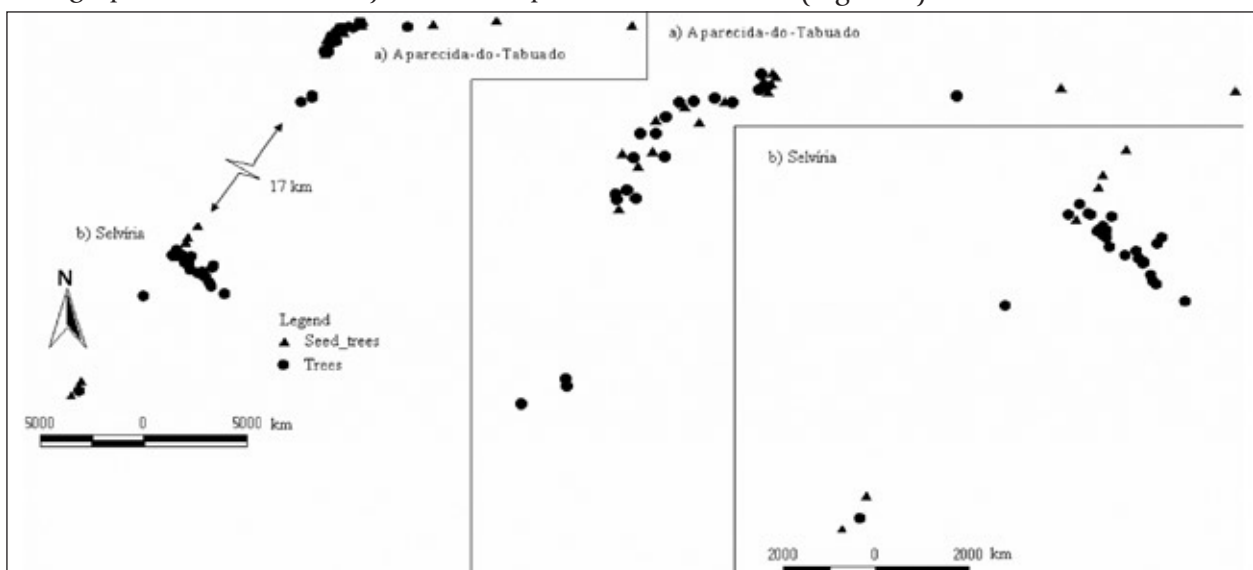 a) Aparecida-do-Tabuado
17 km
b) Selvíria
N
Legend
Seed_trees
Trees
5000 0 5000 km
a) Aparecida-do-Tabuado
b) Selvíria
2000 0 2000 km